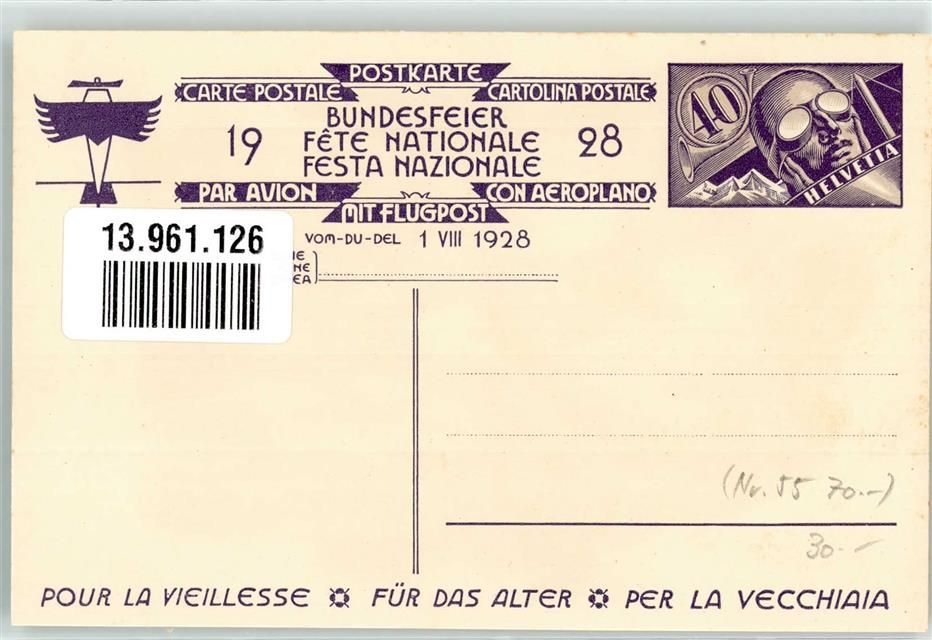 POSTKARTE
CARTE POSTALE CARTOLINA POSTALE
BUNDESFEIER
19 FÊTE NATIONALE 28
FESTA NAZIONALE
PAR AVION CON AEROPLANO
MIT FLUGPOST
40
HELVETIA
13.961.126
VOM-DU-DEL 1 VIII 1928
POUR LA VIEILLESSE FÜR DAS ALTER PER LA VECCHIAIA
(Nr. 55 70.-)
30.-